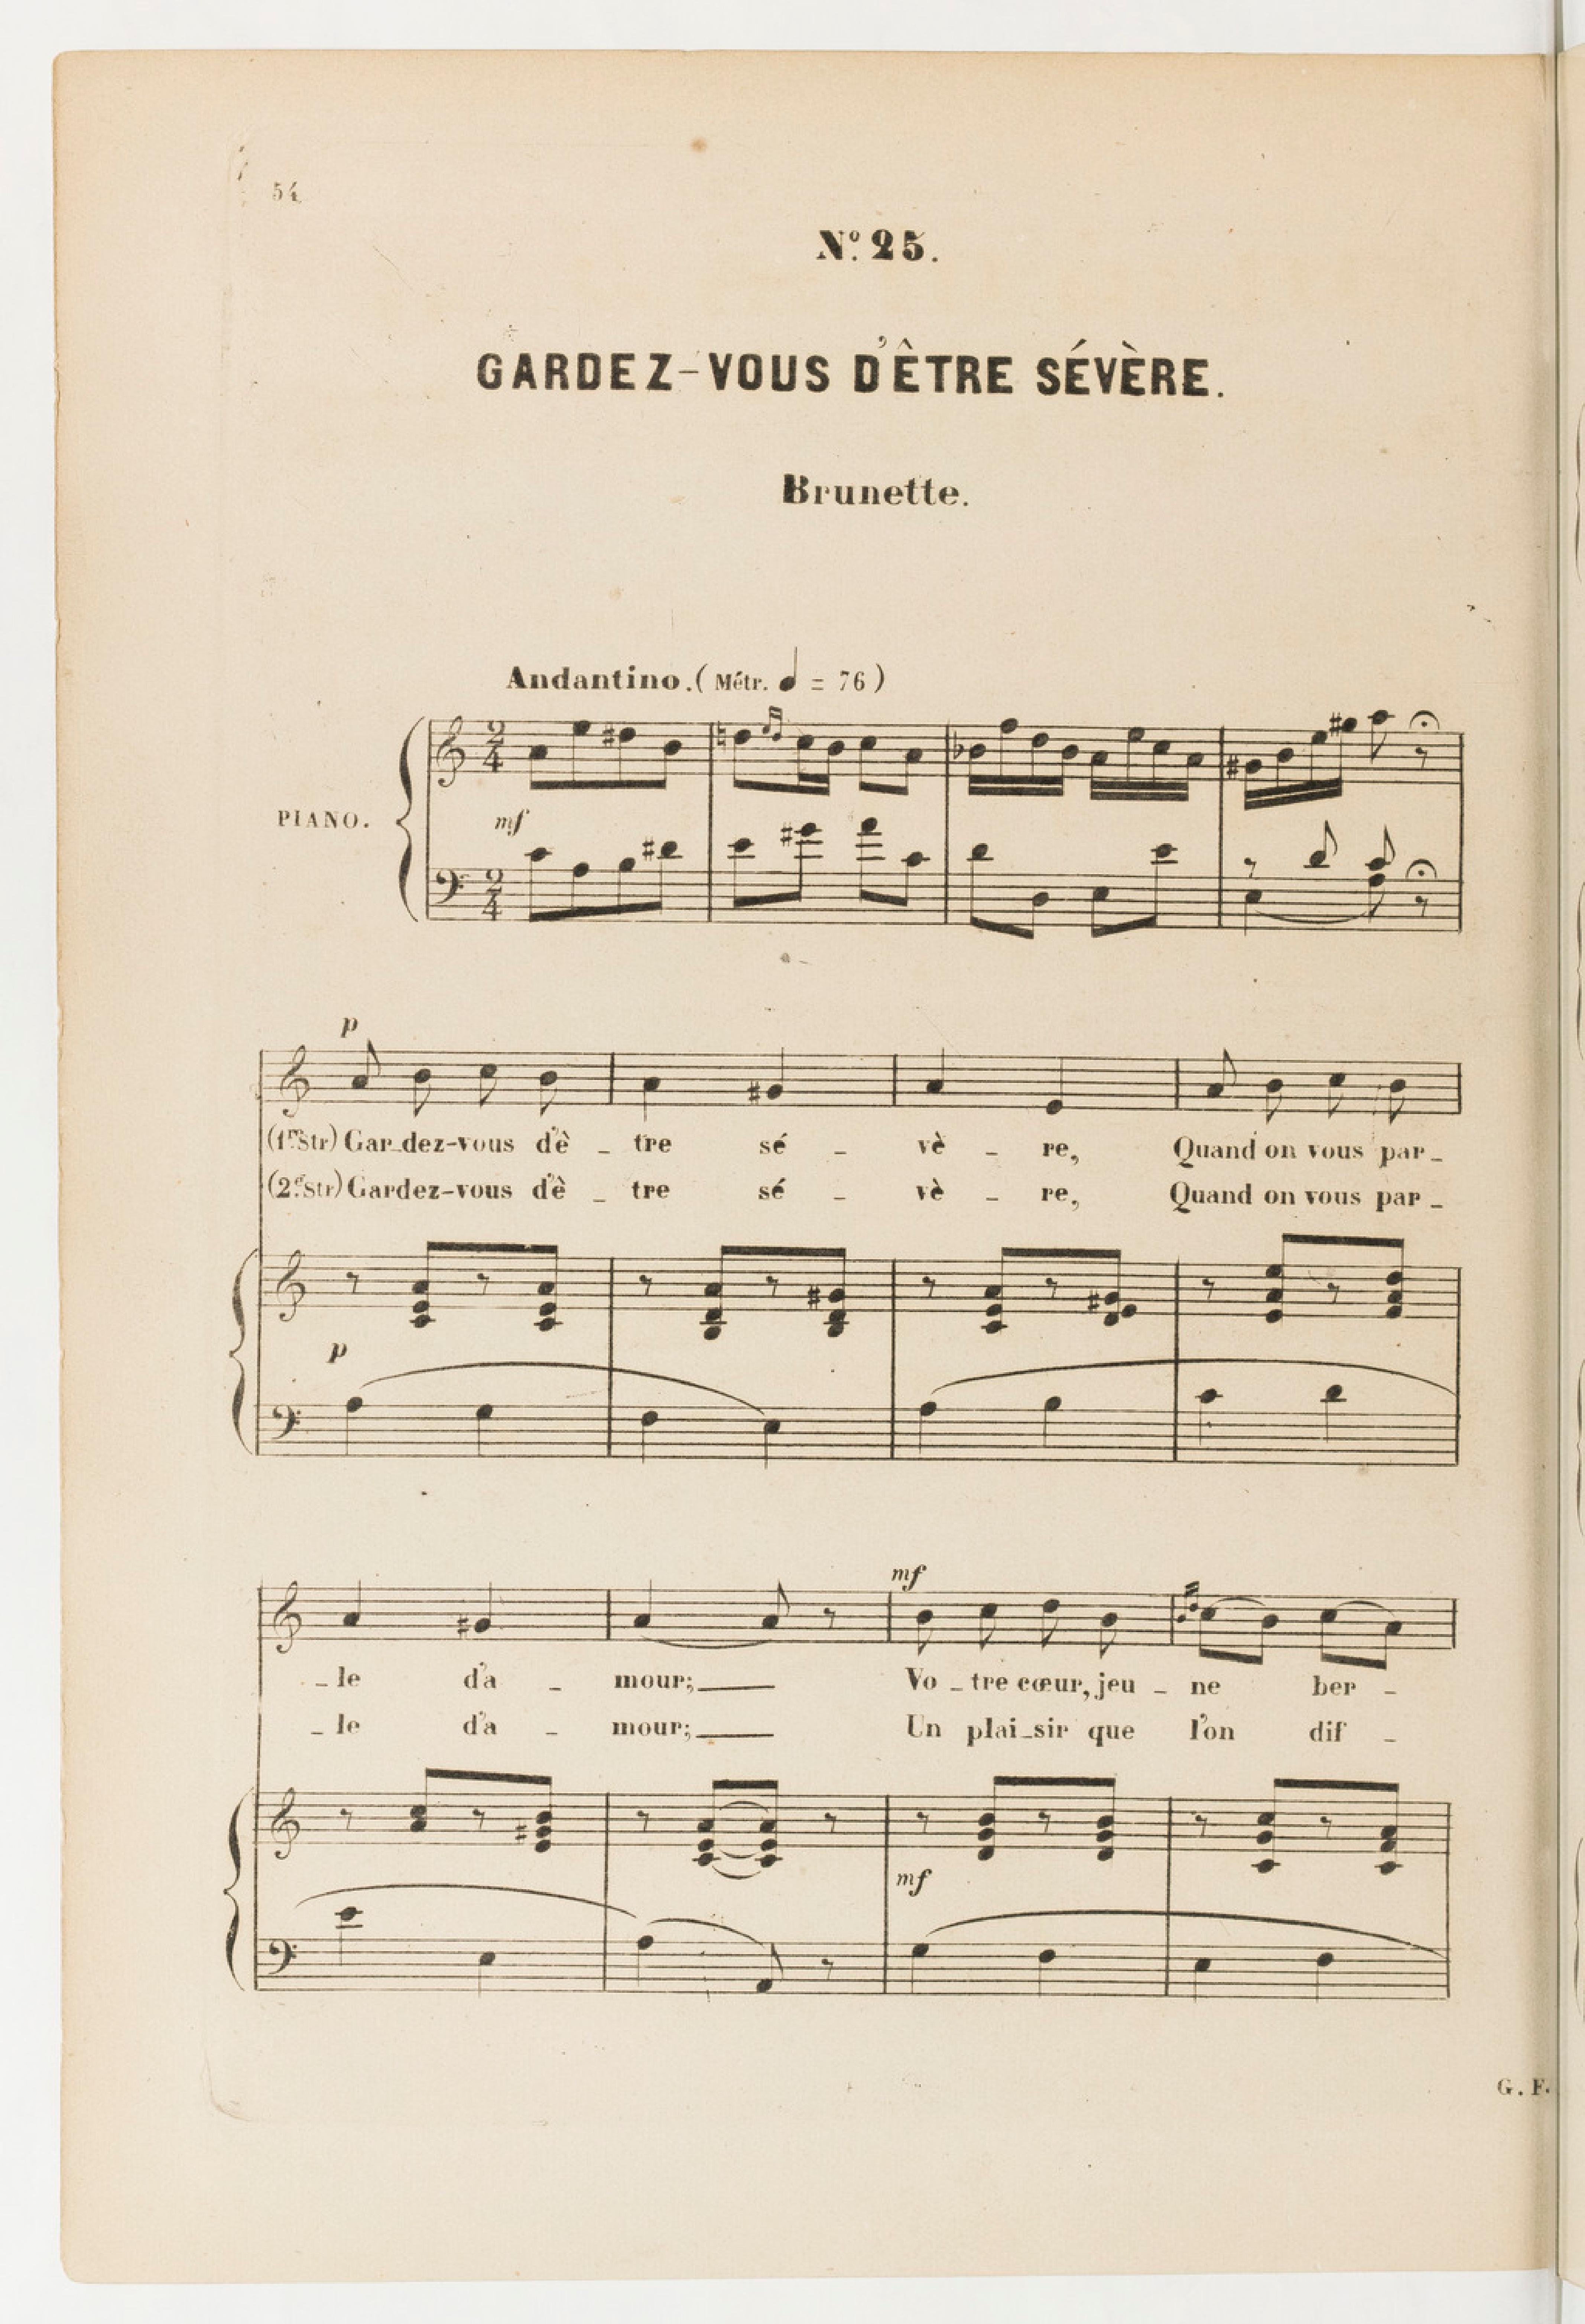 54
Nº. 25.
GARDEZ-VOUS D'ÊTRE SÉVÈRE.
Brunette.
Andantino. (Métr. ♩ = 76)
PIANO.
mf
p
(1re Str) Gar_dez-vous d'ê _ tre sé _ vè _ re, Quand on vous par _
(2e Str) Gardez-vous d'ê _ tre sé _ vè _ re, Quand on vous par _
p
mf
_ le d'a _ mour; Vo _ tre cœur, jeu _ ne ber _
_ le d'a _ mour; Un plai_sir que l'on dif _
mf
G. F.